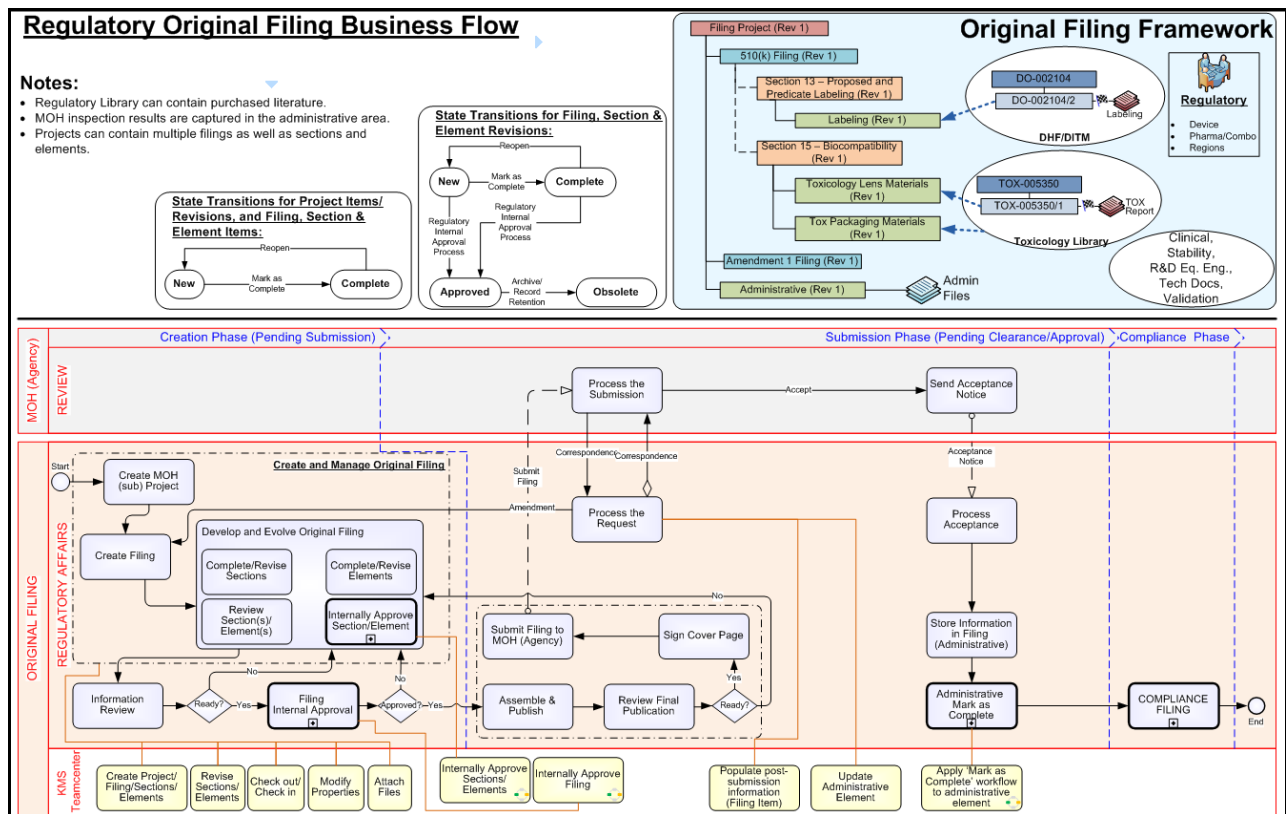 Regulatory Original Filing Business Flow
Notes:
• Regulatory Library can contain purchased literature.
• MOH inspection results are captured in the administrative area.
• Projects can contain multiple filings as well as sections and
elements.
State Transitions for Project Items/
Revisions, and Filing, Section &
Element Items:
Reopen
New
Mark as
Complete
Complete
State Transitions for Filing, Section &
Element Revisions:
Reopen
New
Mark as
Complete
Complete
Regulatory
Internal
Approval
Process
Regulatory
Internal
Approval
Process
Approved
Archive/
Record
Retention
Obsolete
Original Filing Framework
Filing Project (Rev 1)
510(k) Filing (Rev 1)
Section 13 – Proposed and
Predicate Labeling (Rev 1)
Labeling (Rev 1)
Section 15 – Biocompatibility
(Rev 1)
Toxicology Lens Materials
(Rev 1)
Tox Packaging Materials
(Rev 1)
Amendment 1 Filing (Rev 1)
Administrative (Rev 1)
Admin
Files
DO-002104
DO-002104/2
Labeling
DHF/DITM
TOX-005350
TOX-005350/1
TOX
Report
Toxicology Library
Regulatory
• Device
• Pharma/Combo
• Regions
Clinical,
Stability,
R&D Eq. Eng.,
Tech Docs,
Validation
MOH (Agency)
REVIEW
Creation Phase (Pending Submission)
Submission Phase (Pending Clearance/Approval)
Compliance Phase
Process the
Submission
Accept
Send Acceptance
Notice
Correspondence
Correspondence
Submit
Filing
Acceptance
Notice
ORIGINAL FILING
REGULATORY AFFAIRS
Start
Create and Manage Original Filing
Create MOH
(sub) Project
Create Filing
Amendment
Process the
Request
Process
Acceptance
Develop and Evolve Original Filing
Complete/Revise
Sections
Complete/Revise
Elements
Review
Section(s)/
Element(s)
Internally Approve
Section/Element
No
Submit Filing to
MOH (Agency)
Sign Cover Page
Store Information
in Filing
(Administrative)
No
No
Yes
Information
Review
Ready?
Yes
Filing
Internal Approval
Approved?
Yes
Assemble &
Publish
Review Final
Publication
Ready?
Administrative
Mark as
Complete
COMPLIANCE
FILING
End
KMS
Teamcenter
Create Project/
Filing/Sections/
Elements
Revise
Sections/
Elements
Check out/
Check in
Modify
Properties
Attach
Files
Internally Approve
Sections/
Elements
Internally Approve
Filing
Populate post-
submission
information
(Filing Item)
Update
Administrative
Element
Apply 'Mark as
Complete' workflow
to administrative
element